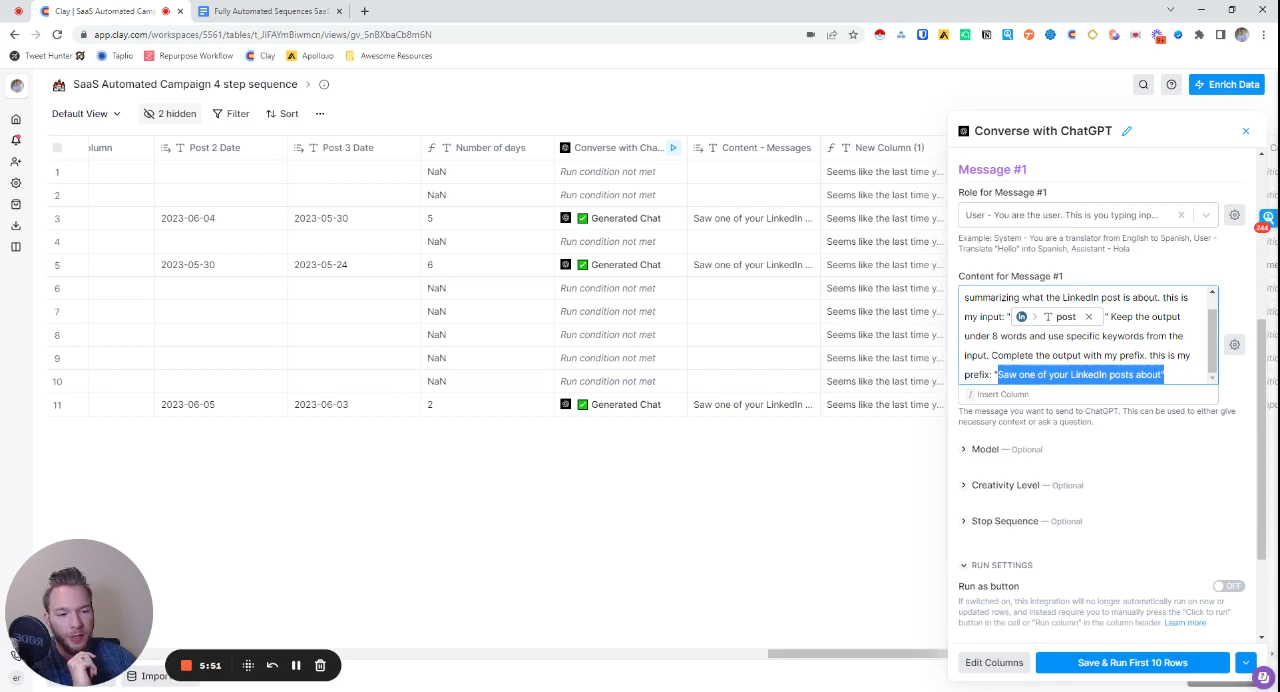 Clay | SaaS Automated Camp
Fully Automated Sequences SaaS
app.clay.com/workspaces/5561/tables/t_JIFAYmBiwmcn/views/gv_5nBXbaCb8m6N
Tweet Hunter
Taplio
Repurpose Workflow
Clay
Apollo.io
Awesome Resources
SaaS Automated Campaign 4 step sequence
Enrich Data
Default View
2 hidden
Filter
Sort
Converse with ChatGPT
olumn
Post 2 Date
Post 3 Date
Number of days
Converse with Cha...
Content - Messages
New Column (1)
1 NaN Run condition not met Seems like the last time y...
2 NaN Run condition not met Seems like the last time y...
3 2023-06-04 2023-05-30 5 Generated Chat Saw one of your LinkedIn ... Seems like the last time y...
4 NaN Run condition not met Seems like the last time y...
5 2023-05-30 2023-05-24 6 Generated Chat Saw one of your LinkedIn ... Seems like the last time y...
6 NaN Run condition not met Seems like the last time y...
7 NaN Run condition not met Seems like the last time y...
8 NaN Run condition not met Seems like the last time y...
9 NaN Run condition not met Seems like the last time y...
10 NaN Run condition not met Seems like the last time y...
11 2023-06-05 2023-06-03 2 Generated Chat Saw one of your LinkedIn ... Seems like the last time y...
Message #1
Role for Message #1
User - You are the user. This is you typing inp...
Example: System - You are a translator from English to Spanish, User -
Translate "Hello" into Spanish, Assistant - Hola
244
Content for Message #1
summarizing what the LinkedIn post is about. this is
my input: " post " Keep the output
under 8 words and use specific keywords from the
input. Complete the output with my prefix. this is my
prefix: "Saw one of your LinkedIn posts about"
/ Insert Column
The message you want to send to ChatGPT. This can be used to either give
necessary context or ask a question.
Model — Optional
Creativity Level — Optional
Stop Sequence — Optional
RUN SETTINGS
Run as button
OFF
If switched on, this integration will no longer automatically run on new or
updated rows, and instead require you to manually press the "Click to run"
button in the cell or "Run column" in the column header. Learn more
Edit Columns
Save & Run First 10 Rows
5:51
Impor
er
RODE